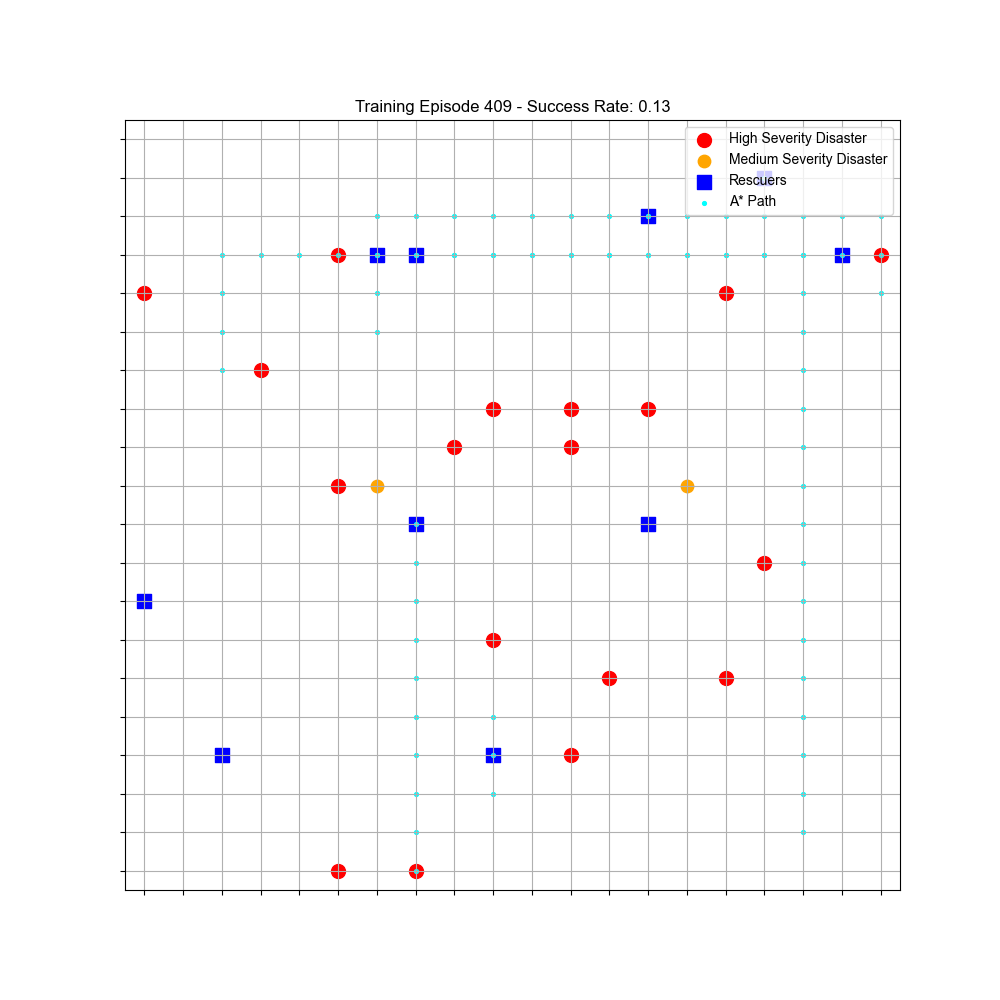 Training Episode 409 - Success Rate: 0.13
High Severity Disaster
Medium Severity Disaster
Rescuers
A* Path